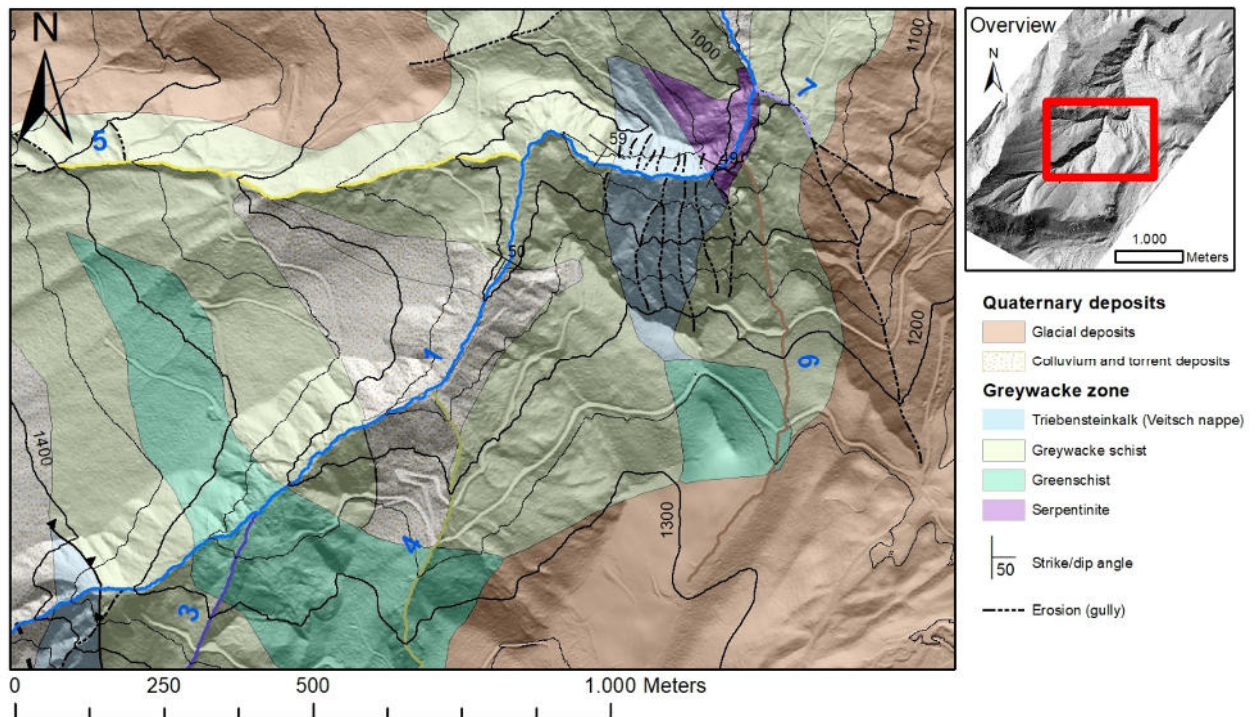 N
1000
1100
7
59
49
5
50
1
1200
6
1400
1300
4
3
0 250 500 1.000 Meters
Overview
N
1.000
Meters
Quaternary deposits
Glacial deposits
Colluvium and torrent deposits
Greywacke zone
Triebensteinkalk (Veitsch nappe)
Greywacke schist
Greenschist
Serpentinite
50 Strike/dip angle
Erosion (gully)